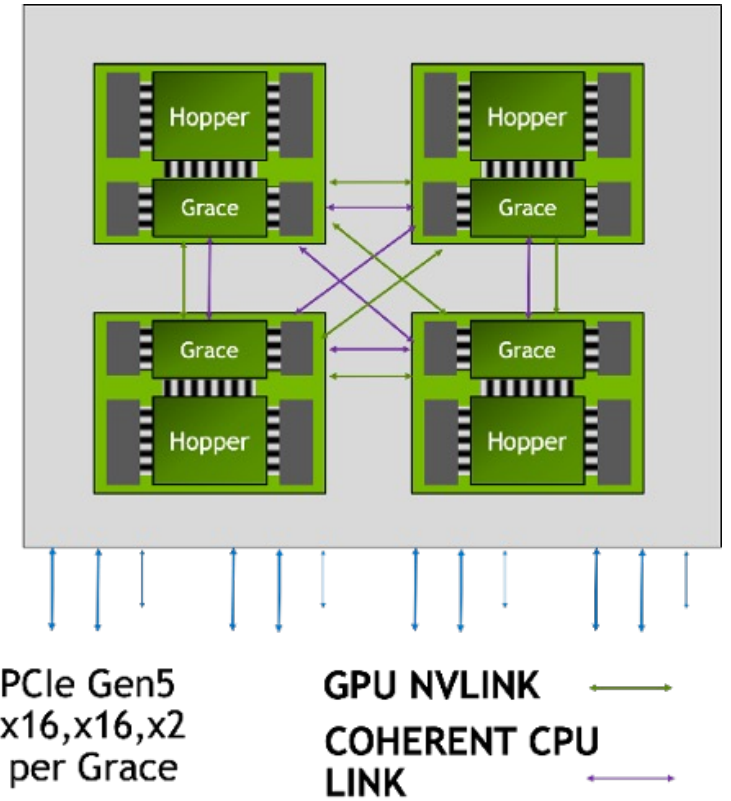 Hopper
Hopper
Grace
Grace
Grace
Grace
Hopper
Hopper
PCIe Gen5
x16,x16,x2
per Grace
GPU NVLINK
COHERENT CPU
LINK